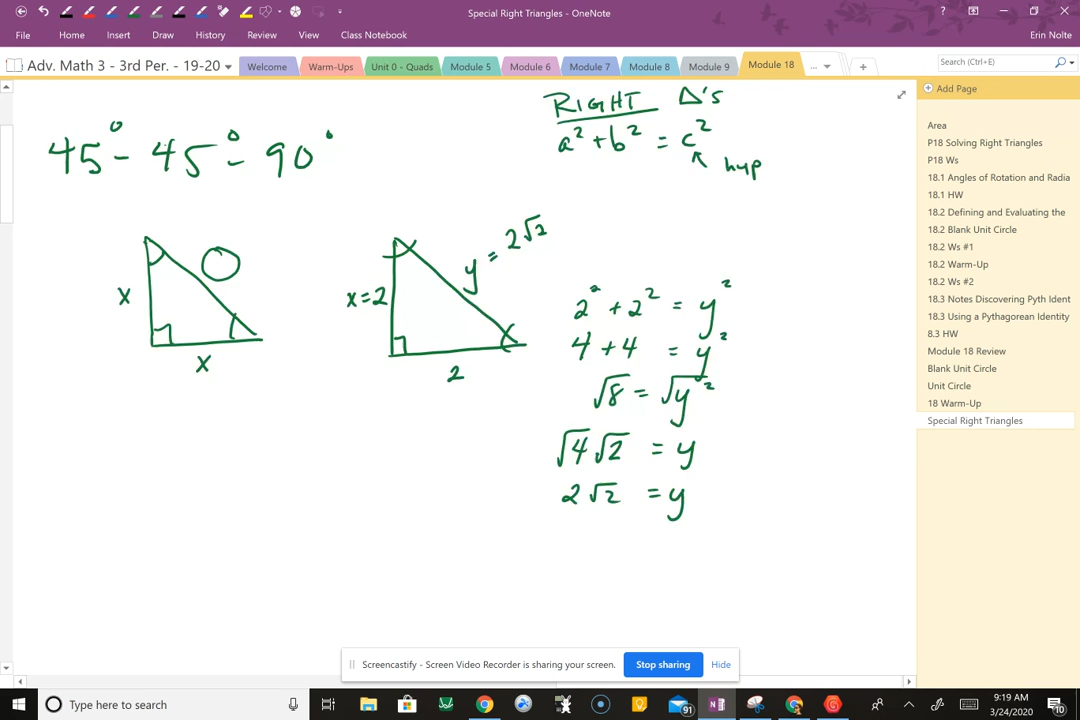 Special Right Triangles - OneNote
?
File
Home
Insert
Draw
History
Review
View
Class Notebook
Erin Nolte
Adv. Math 3 - 3rd Per. - 19-20
Welcome
Warm-Ups
Unit 0 - Quads
Module 5
Module 6
Module 7
Module 8
Module 9
Module 18
...
+
Search (Ctrl+E)
Add Page
Area
P18 Solving Right Triangles
P18 Ws
18.1 Angles of Rotation and Radia
18.1 HW
18.2 Defining and Evaluating the
18.2 Blank Unit Circle
18.2 Ws #1
18.2 Warm-Up
18.2 Ws #2
18.3 Notes Discovering Pyth Ident
18.3 Using a Pythagorean Identity
8.3 HW
Module 18 Review
Blank Unit Circle
Unit Circle
18 Warm-Up
Special Right Triangles
RIGHT Δ's
a² + b² = c²
hyp
45° - 45° - 90°
x
x
x = 2
y = 2√2
2
2² + 2² = y²
4 + 4 = y²
√8 = √y²
√4 √2 = y
2√2 = y
Screencastify - Screen Video Recorder is sharing your screen.
Stop sharing
Hide
Type here to search
91
9:19 AM
3/24/2020
10